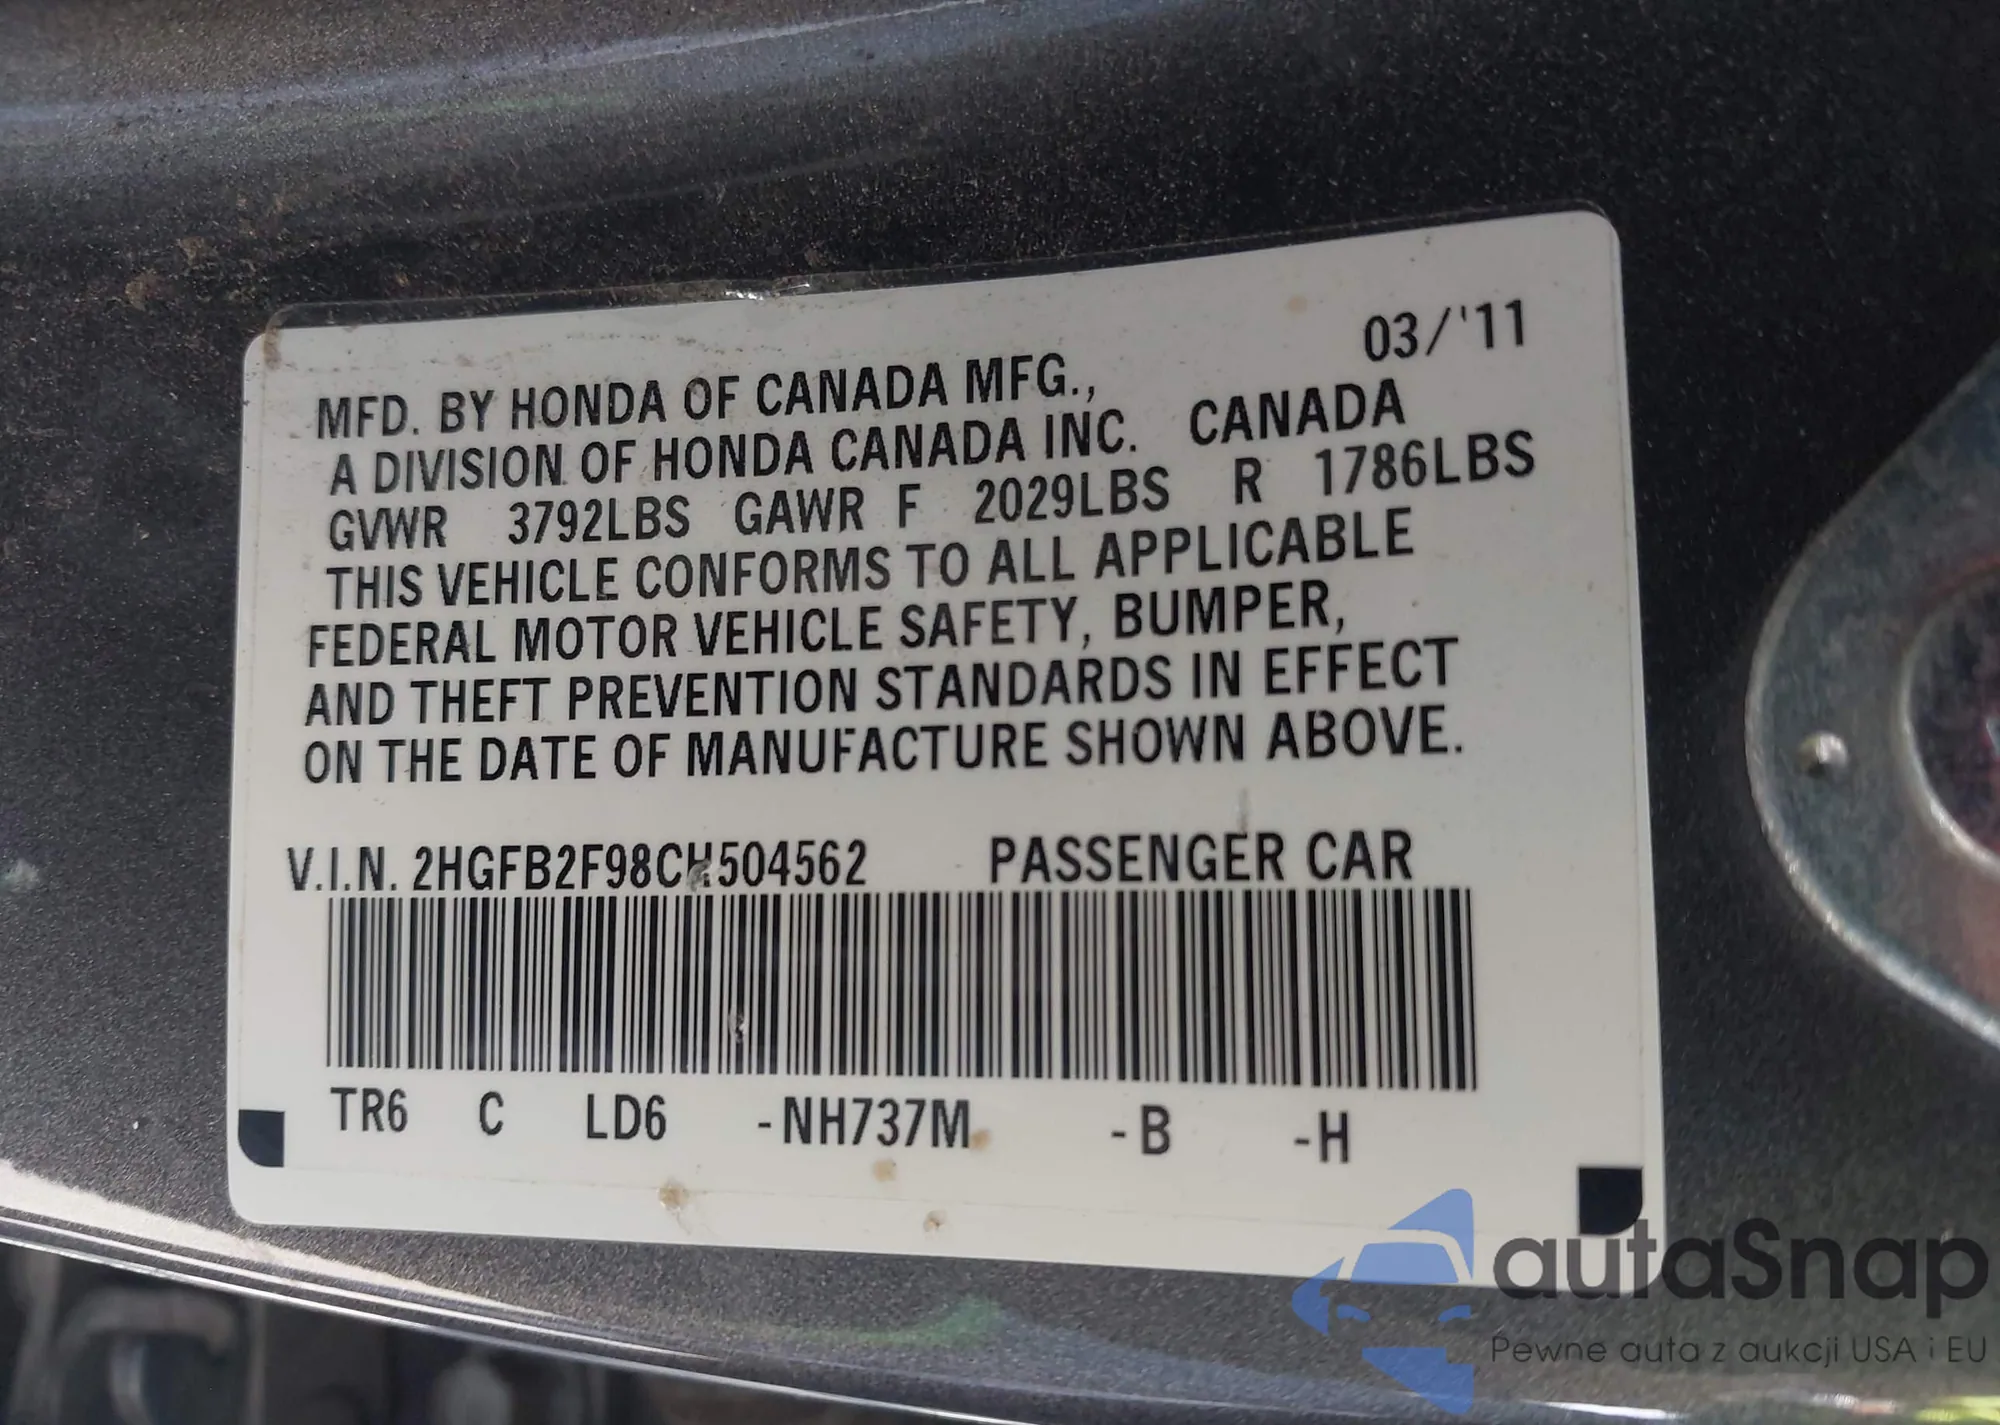 03/'11
MFD. BY HONDA OF CANADA MFG.,
A DIVISION OF HONDA CANADA INC. CANADA
GVWR 3792LBS GAWR F 2029LBS R 1786LBS
THIS VEHICLE CONFORMS TO ALL APPLICABLE
FEDERAL MOTOR VEHICLE SAFETY, BUMPER,
AND THEFT PREVENTION STANDARDS IN EFFECT
ON THE DATE OF MANUFACTURE SHOWN ABOVE.
V.I.N. 2HGFB2F98CH504562 PASSENGER CAR
TR6 C LD6 -NH737M -B -H
autaSnap
Pewne auta z aukcji USA i EU